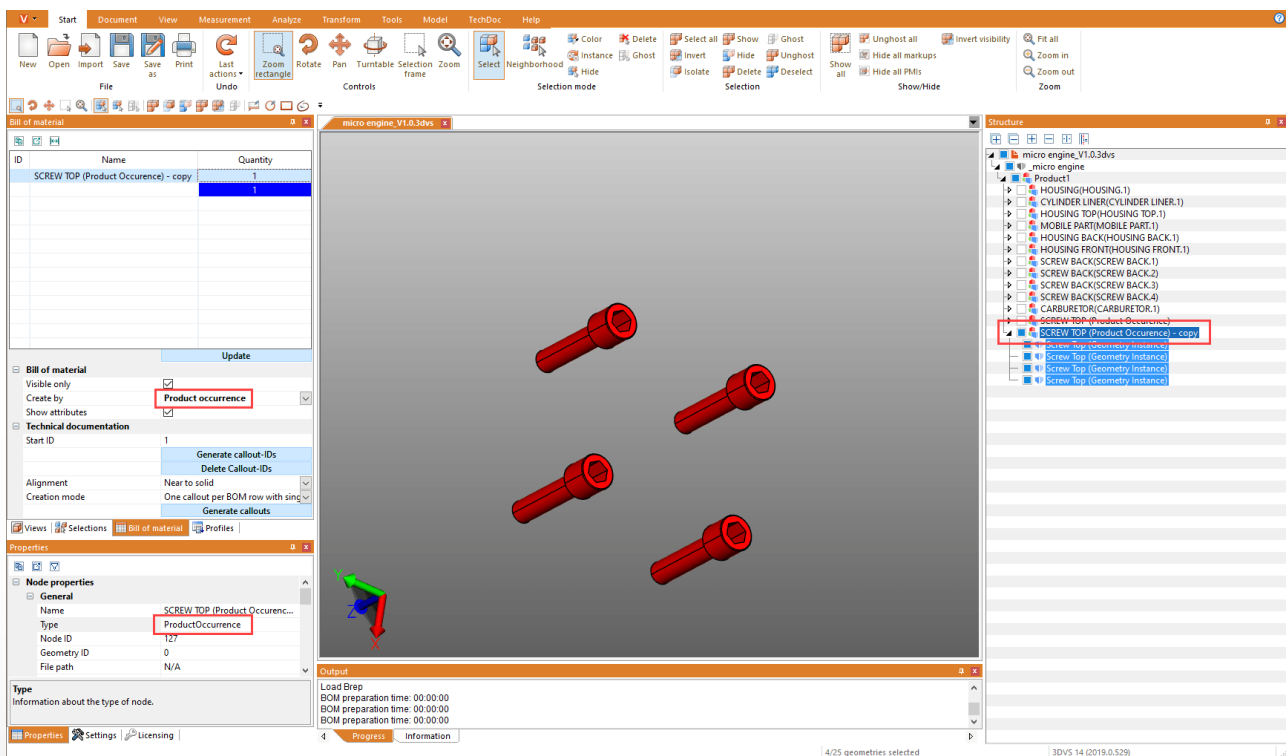 V Start Document View Measurement Analyze Transform Tools Model TechDoc Help
New Open Import Save Save as Print
File
Last actions
Undo
Zoom rectangle Rotate Pan Turntable Selection frame Zoom
Controls
Select Neighborhood Color Delete
Instance Ghost
Hide
Selection mode
Select all Show Ghost
Invert Hide Unghost
Isolate Delete Deselect
Selection
Show all
Unghost all Invert visibility
Hide all markups
Hide all PMIs
Show/Hide
Fit all
Zoom in
Zoom out
Zoom
Bill of material
ID Name Quantity
SCREW TOP (Product Occurence) - copy 1
1
Update
Bill of material
Visible only
Create by Product occurrence
Show attributes
Technical documentation
Start ID 1
Generate callout-IDs
Delete Callout-IDs
Alignment Near to solid
Creation mode One callout per BOM row with sing
Generate callouts
Views Selections Bill of material Profiles
Properties
Node properties
General
Name SCREW TOP (Product Occurenc...
Type ProductOccurrence
Node ID 127
Geometry ID 0
File path N/A
Type
Information about the type of node.
Properties Settings Licensing
micro engine_V1.0.3dvs
Y
Z
X
Output
Load Brep
BOM preparation time: 00:00:00
BOM preparation time: 00:00:00
BOM preparation time: 00:00:00
Progress Information
Structure
micro engine_V1.0.3dvs
_micro engine
Product1
HOUSING(HOUSING.1)
CYLINDER LINER(CYLINDER LINER.1)
HOUSING TOP(HOUSING TOP.1)
MOBILE PART(MOBILE PART.1)
HOUSING BACK(HOUSING BACK.1)
HOUSING FRONT(HOUSING FRONT.1)
SCREW BACK(SCREW BACK.1)
SCREW BACK(SCREW BACK.2)
SCREW BACK(SCREW BACK.3)
SCREW BACK(SCREW BACK.4)
CARBURETOR(CARBURETOR.1)
SCREW TOP (Product Occurence)
SCREW TOP (Product Occurence) - copy
Screw Top (Geometry Instance)
Screw Top (Geometry Instance)
Screw Top (Geometry Instance)
Screw Top (Geometry Instance)
4/25 geometries selected
3DVS 14 (2019.0.529)